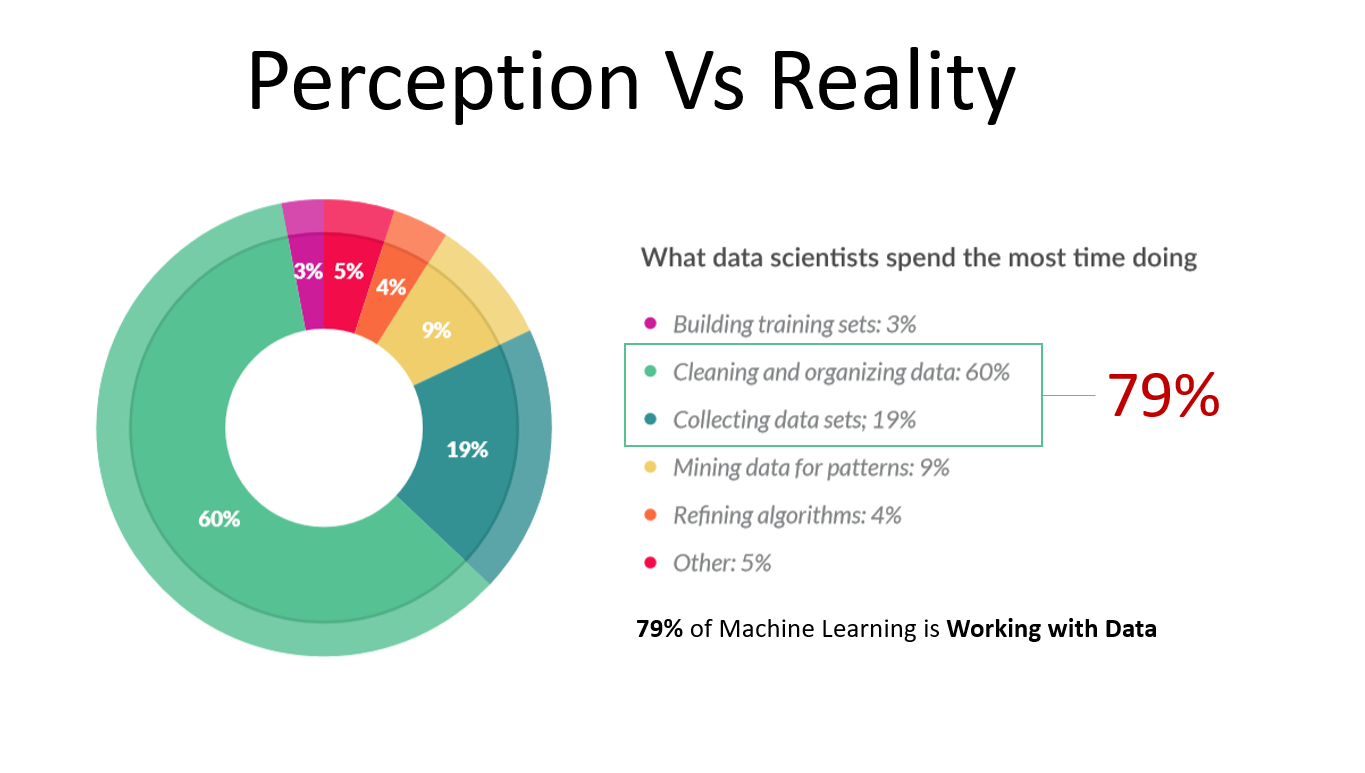 Perception Vs Reality
3%
5%
4%
9%
19%
60%
What data scientists spend the most time doing
Building training sets: 3%
Cleaning and organizing data: 60%
Collecting data sets; 19%
79%
Mining data for patterns: 9%
Refining algorithms: 4%
Other: 5%
79% of Machine Learning is Working with Data